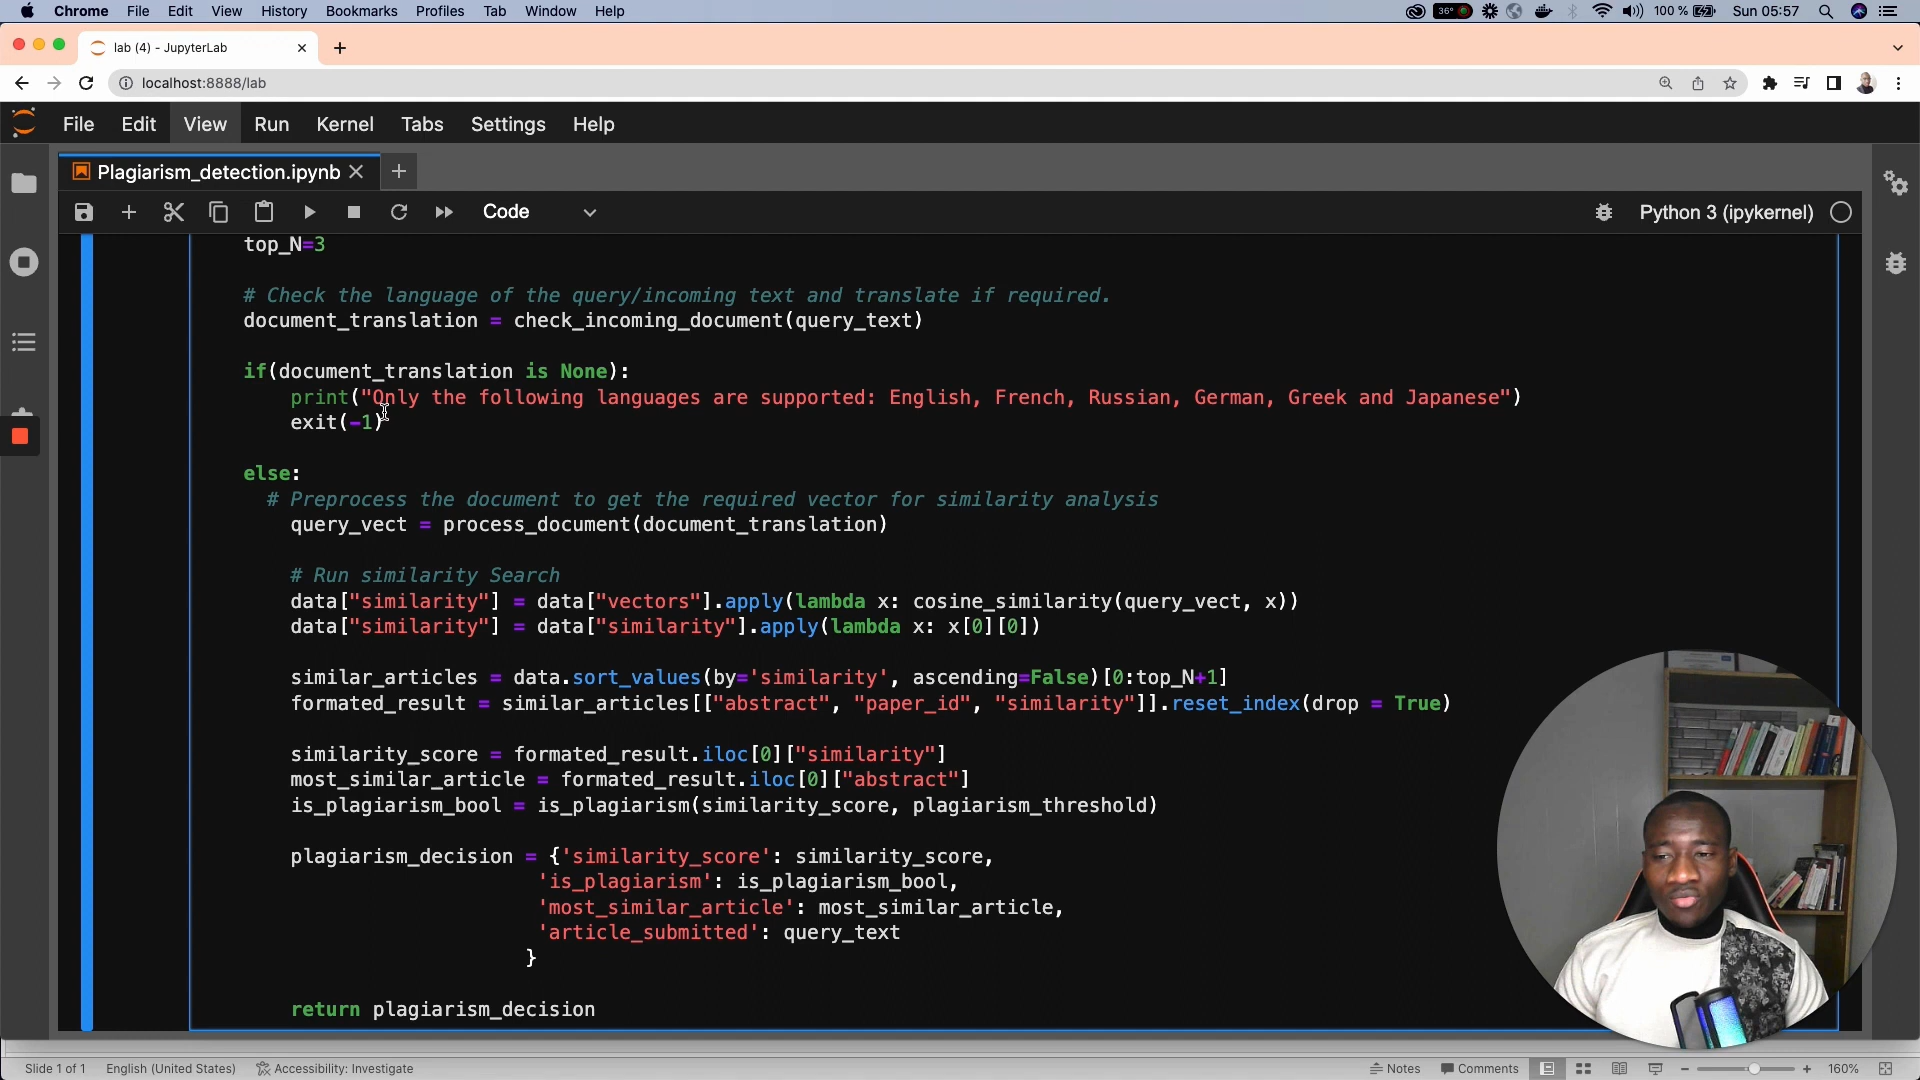 Chrome File Edit View History Bookmarks Profiles Tab Window Help 36° 100 % Sun 05:57
lab (4) - JupyterLab
localhost:8888/lab
File Edit View Run Kernel Tabs Settings Help
Plagiarism_detection.ipynb
Code Python 3 (ipykernel)
top_N=3
# Check the language of the query/incoming text and translate if required.
document_translation = check_incoming_document(query_text)
if(document_translation is None):
print("Only the following languages are supported: English, French, Russian, German, Greek and Japanese")
exit(-1)
else:
# Preprocess the document to get the required vector for similarity analysis
query_vect = process_document(document_translation)
# Run similarity Search
data["similarity"] = data["vectors"].apply(lambda x: cosine_similarity(query_vect, x))
data["similarity"] = data["similarity"].apply(lambda x: x[0][0])
similar_articles = data.sort_values(by='similarity', ascending=False)[0:top_N+1]
formated_result = similar_articles[["abstract", "paper_id", "similarity"]].reset_index(drop = True)
similarity_score = formated_result.iloc[0]["similarity"]
most_similar_article = formated_result.iloc[0]["abstract"]
is_plagiarism_bool = is_plagiarism(similarity_score, plagiarism_threshold)
plagiarism_decision = {'similarity_score': similarity_score,
'is_plagiarism': is_plagiarism_bool,
'most_similar_article': most_similar_article,
'article_submitted': query_text
}
return plagiarism_decision
Slide 1 of 1 English (United States) Accessibility: Investigate Notes Comments 160%